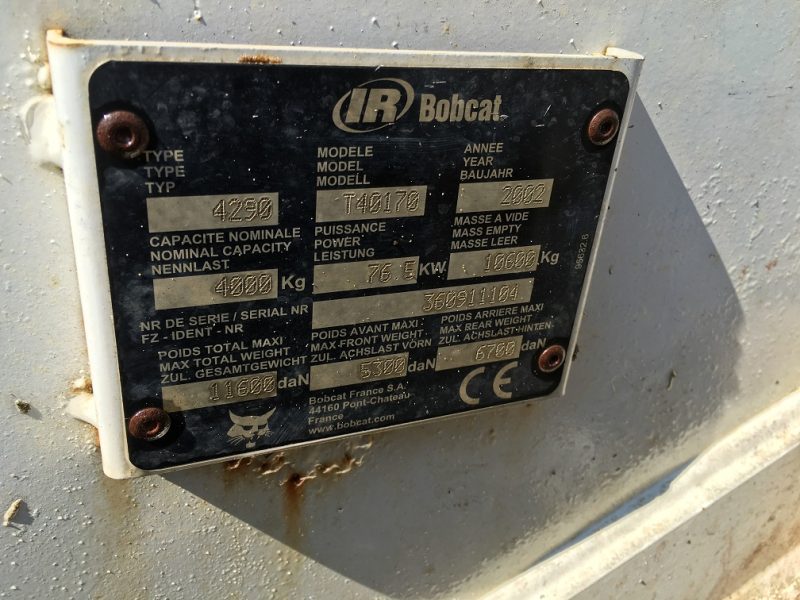 IR Bobcat
TYPE MODELE ANNÉE
TYPE MODEL YEAR
TYP MODELL BAUJAHR
4290 T40170 2002
CAPACITE NOMINALE PUISSANCE MASSE A VIDE
NOMINAL CAPACITY POWER MASS EMPTY
NENNLAST LEISTUNG MASSE LEER
4000 Kg 76.5 KW 10600 Kg
NR DE SERIE / SERIAL NR 360911104
FZ - IDENT - NR
POIDS TOTAL MAXI POIDS AVANT MAXI POIDS ARRIERE MAXI
MAX TOTAL WEIGHT MAX FRONT WEIGHT MAX REAR WEIGHT
ZUL. GESAMTGEWICHT ZUL. ACHSLAST VÖRN ZUL. ACHSLAST-HINTEN
11600 daN 5300 daN 6700 daN
Bobcat France S.A.
44160 Pont-Chateau
France
www.bobcat.com
CE